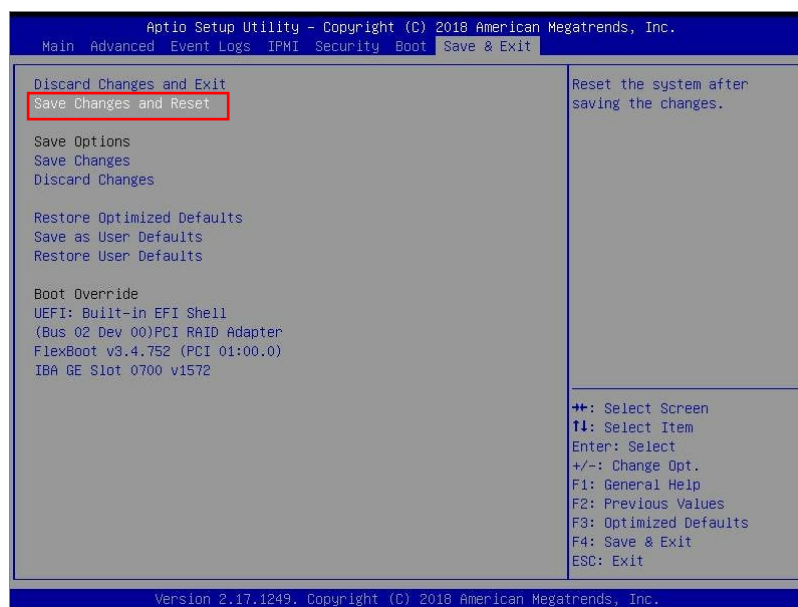 Aptio Setup Utility – Copyright (C) 2018 American Megatrends, Inc.
Main Advanced Event Logs IPMI Security Boot Save & Exit
Discard Changes and Exit
Save Changes and Reset
Save Options
Save Changes
Discard Changes
Restore Optimized Defaults
Save as User Defaults
Restore User Defaults
Boot Override
UEFI: Built-in EFI Shell
(Bus 02 Dev 00)PCI RAID Adapter
FlexBoot v3.4.752 (PCI 01:00.0)
IBA GE Slot 0700 v1572
Reset the system after
saving the changes.
→←: Select Screen
↑↓: Select Item
Enter: Select
+/-: Change Opt.
F1: General Help
F2: Previous Values
F3: Optimized Defaults
F4: Save & Exit
ESC: Exit
Version 2.17.1249. Copyright (C) 2018 American Megatrends, Inc.